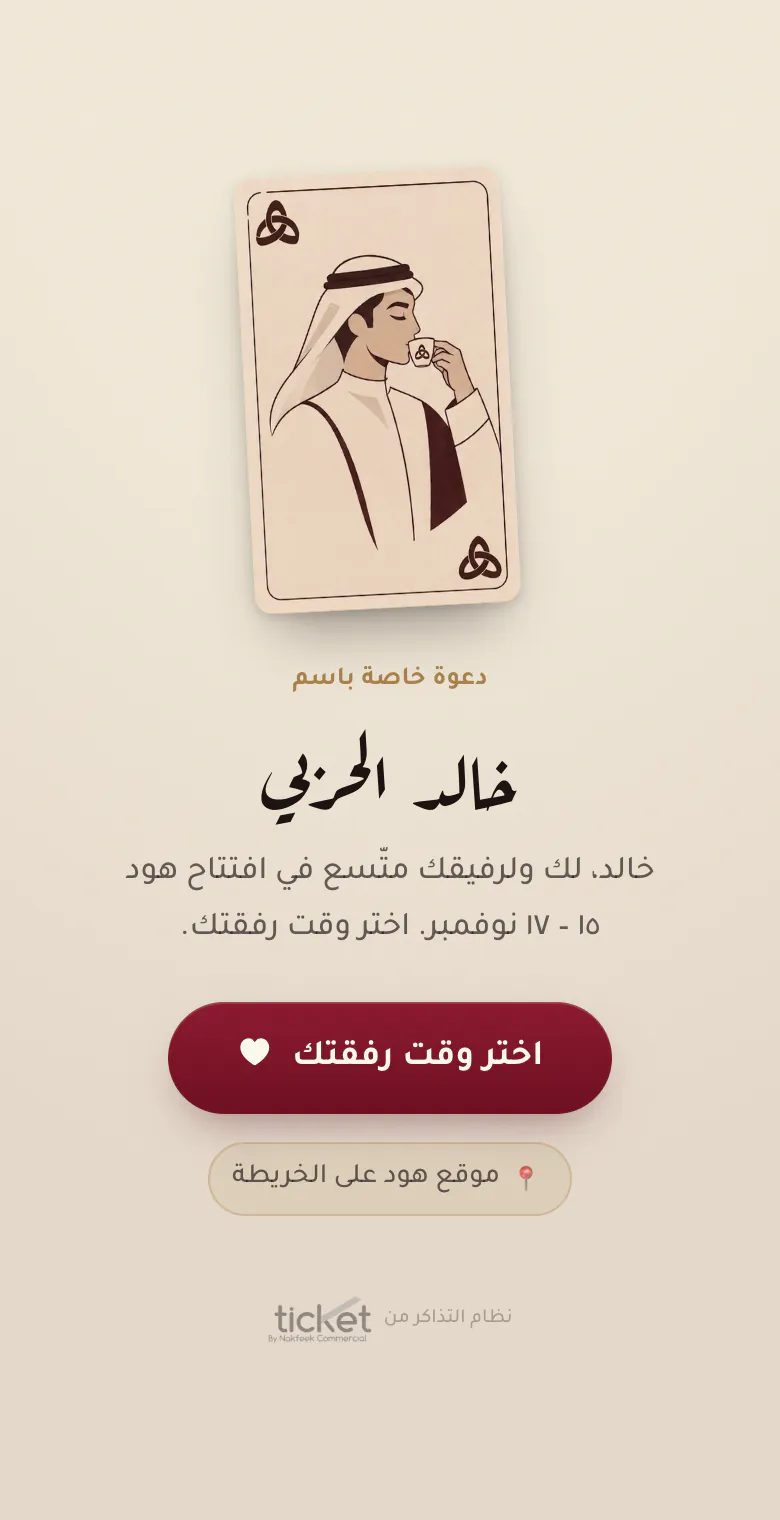 دعوة خاصة باسم
خالد الحزبي
خالد، لك ولرفيقك متّسع في افتتاح هود
١٥ – ١٧ نوفمبر. اختر وقت رفقتك.
اختر وقت رفقتك
موقع هود على الخريطة
نظام التذاكر من ticket
By Nakfeek Commercial